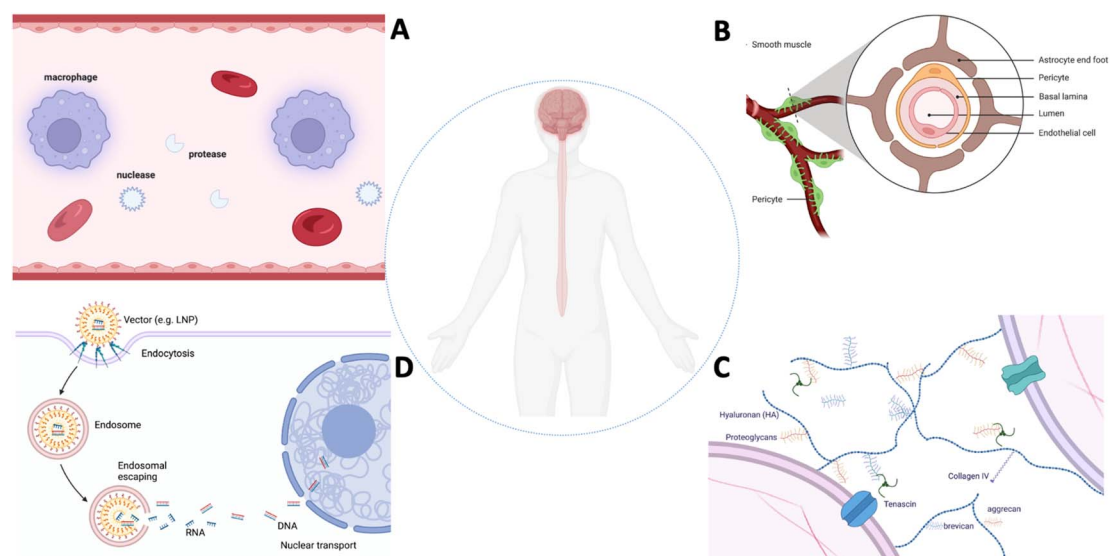 A
macrophage
protease
nuclease
B
Smooth muscle
Astrocyte end foot
Pericyte
Basal lamina
Lumen
Endothelial cell
Pericyte
Vector (e.g. LNP)
Endocytosis
D
Endosome
Endosomal
escaping
RNA
DNA
Nuclear transport
C
Hyaluronan (HA)
Proteoglycans
Collagen IV
Tenascin
aggrecan
brevican